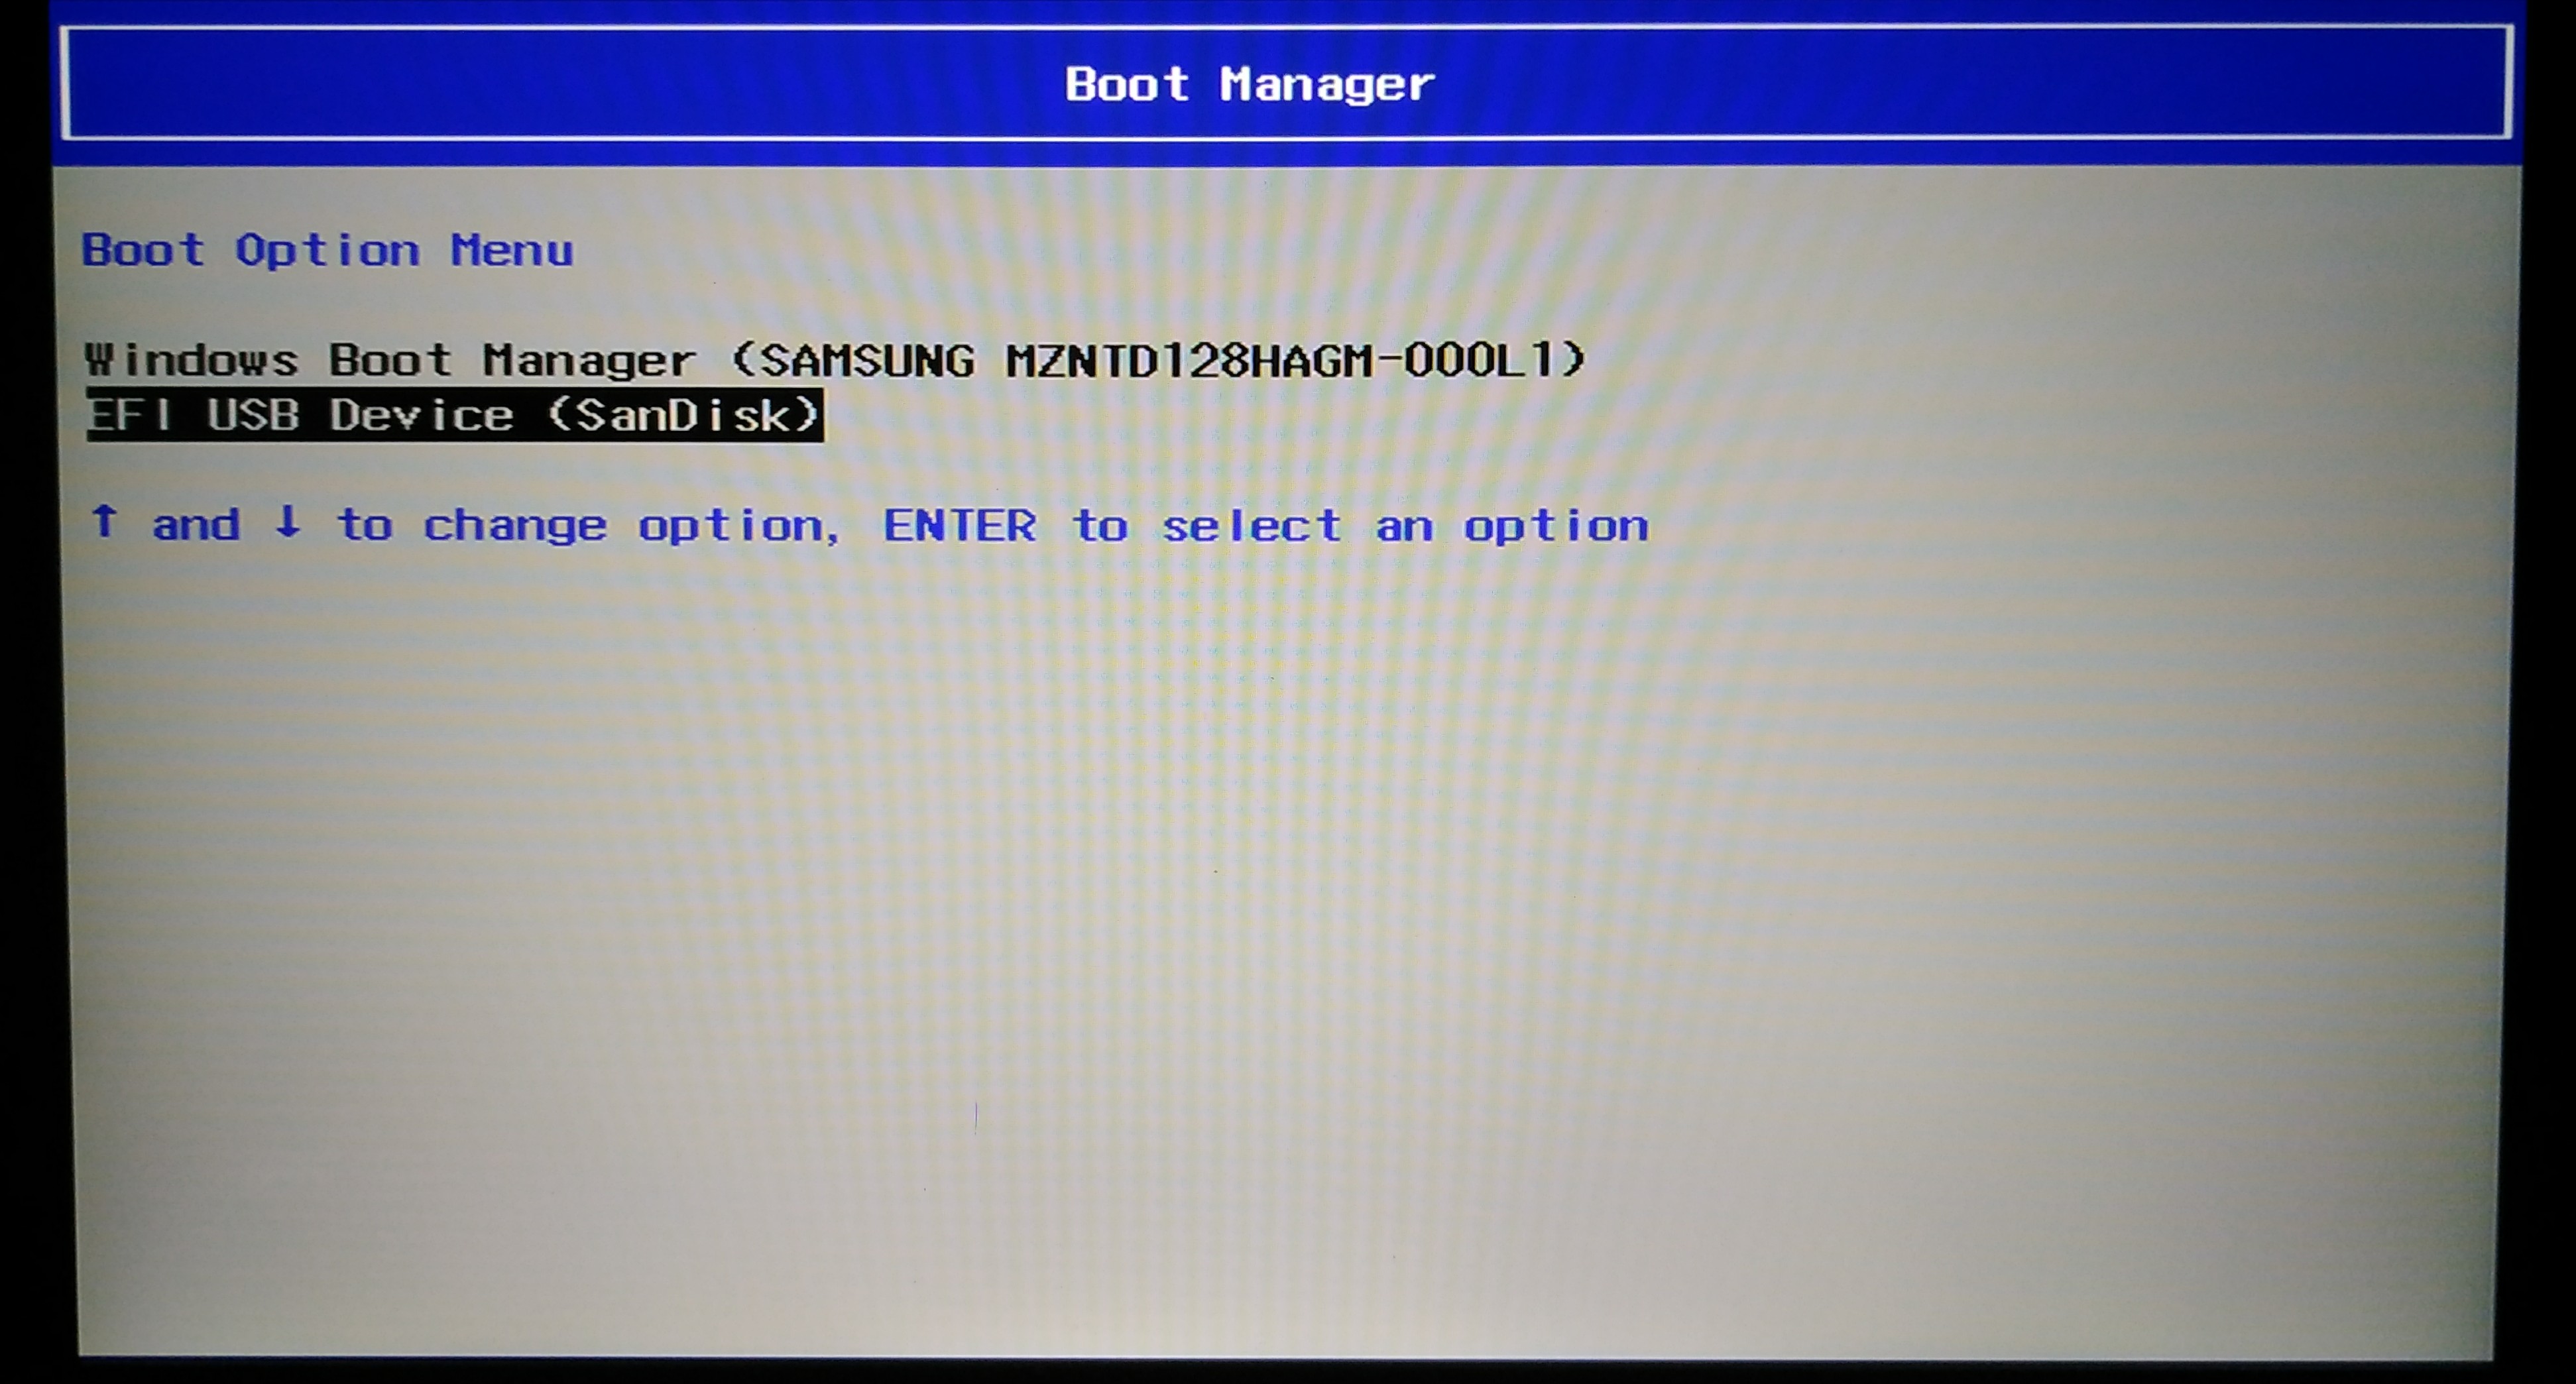 Boot Manager
Boot Option Menu
Windows Boot Manager (SAMSUNG MZNTD128HAGM-000L1)
EFI USB Device (SanDisk)
↑ and ↓ to change option, ENTER to select an option